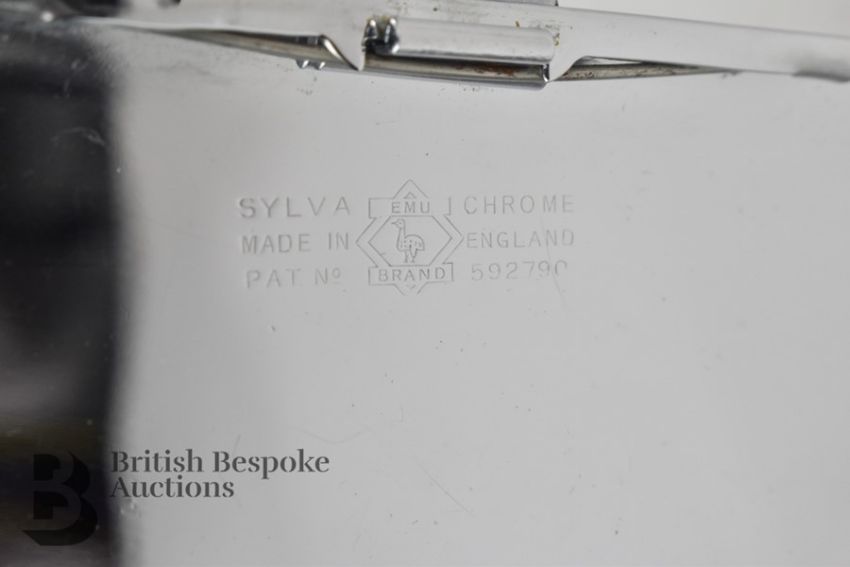 SYLVA EMU CHROME
MADE IN ENGLAND
PAT. Nº BRAND 592790
British Bespoke
Auctions